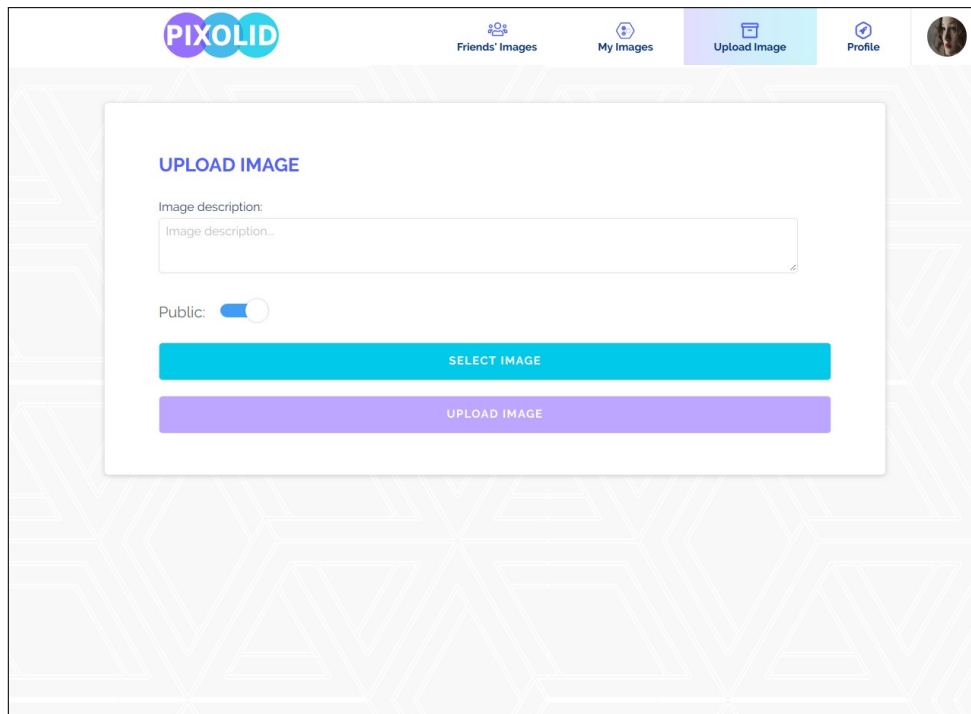 PIXOLID
Friends' Images
My Images
Upload Image
Profile
UPLOAD IMAGE
Image description:
Image description...
Public:
SELECT IMAGE
UPLOAD IMAGE